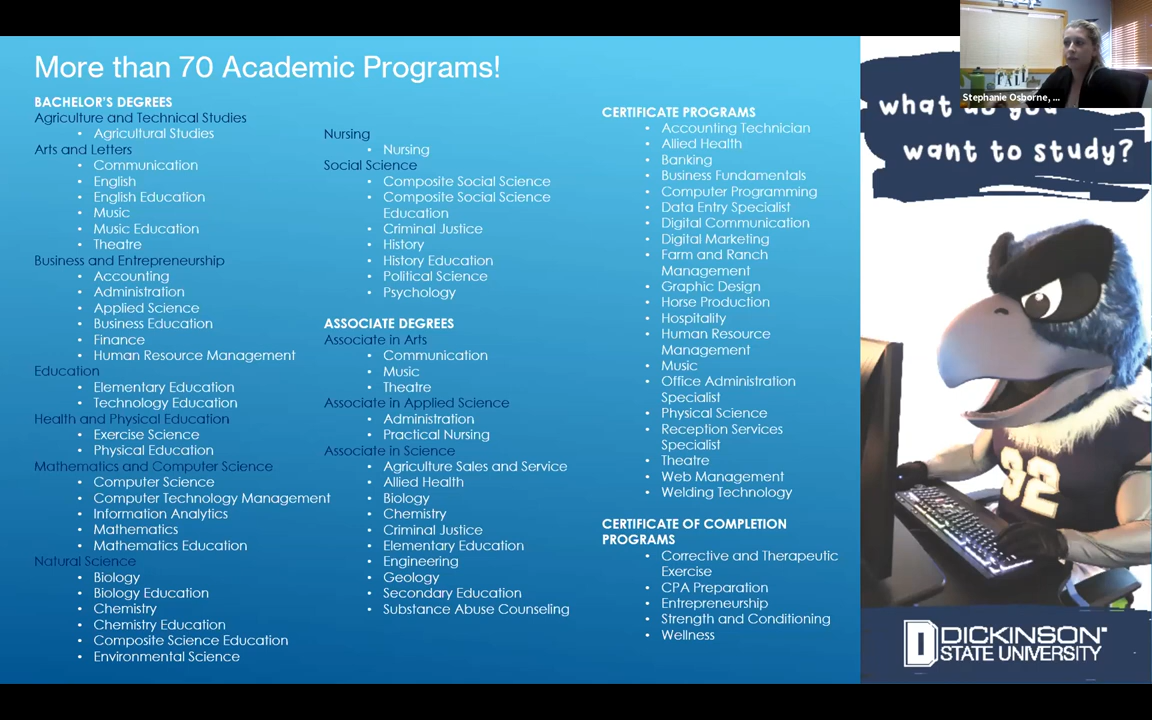 More than 70 Academic Programs!
BACHELOR'S DEGREES
Agriculture and Technical Studies
• Agricultural Studies
Arts and Letters
• Communication
• English
• English Education
• Music
• Music Education
• Theatre
Business and Entrepreneurship
• Accounting
• Administration
• Applied Science
• Business Education
• Finance
• Human Resource Management
Education
• Elementary Education
• Technology Education
Health and Physical Education
• Exercise Science
• Physical Education
Mathematics and Computer Science
• Computer Science
• Computer Technology Management
• Information Analytics
• Mathematics
• Mathematics Education
Natural Science
• Biology
• Biology Education
• Chemistry
• Chemistry Education
• Composite Science Education
• Environmental Science
Nursing
• Nursing
Social Science
• Composite Social Science
• Composite Social Science
Education
• Criminal Justice
• History
• History Education
• Political Science
• Psychology
ASSOCIATE DEGREES
Associate in Arts
• Communication
• Music
• Theatre
Associate in Applied Science
• Administration
• Practical Nursing
Associate in Science
• Agriculture Sales and Service
• Allied Health
• Biology
• Chemistry
• Criminal Justice
• Elementary Education
• Engineering
• Geology
• Secondary Education
• Substance Abuse Counseling
CERTIFICATE PROGRAMS
• Accounting Technician
• Allied Health
• Banking
• Business Fundamentals
• Computer Programming
• Data Entry Specialist
• Digital Communication
• Digital Marketing
• Farm and Ranch
Management
• Graphic Design
• Horse Production
• Hospitality
• Human Resource
Management
• Music
• Office Administration
Specialist
• Physical Science
• Reception Services
Specialist
• Theatre
• Web Management
• Welding Technology
CERTIFICATE OF COMPLETION
PROGRAMS
• Corrective and Therapeutic
Exercise
• CPA Preparation
• Entrepreneurship
• Strength and Conditioning
• Wellness
Stephanie Osborne, ...
what do you
want to study?
32
D DICKINSON
STATE UNIVERSITY